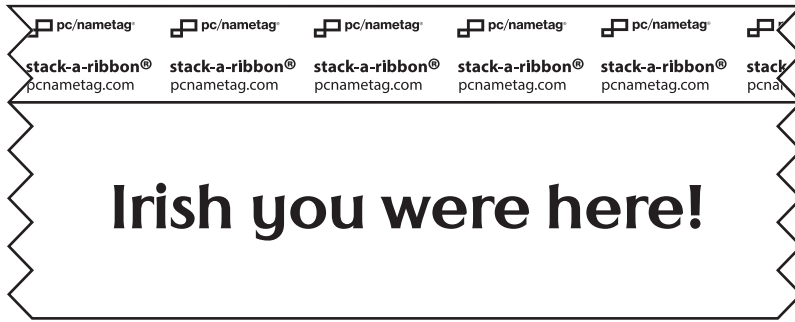 pc/nametag® pc/nametag® pc/nametag® pc/nametag® pc/nametag®
stack-a-ribbon® stack-a-ribbon® stack-a-ribbon® stack-a-ribbon® stack-a-ribbon® stack
pcnametag.com pcnametag.com pcnametag.com pcnametag.com pcnametag.com
Irish you were here!